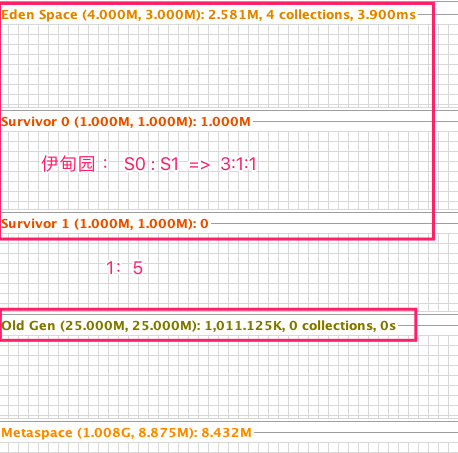 Eden Space (4.000M, 3.000M): 2.581M, 4 collections, 3.900ms
Survivor 0 (1.000M, 1.000M): 1.000M
伊甸园： S0 : S1 => 3:1:1
Survivor 1 (1.000M, 1.000M): 0
1： 5
Old Gen (25.000M, 25.000M): 1,011.125K, 0 collections, 0s
Metaspace (1.008G, 8.875M): 8.432M